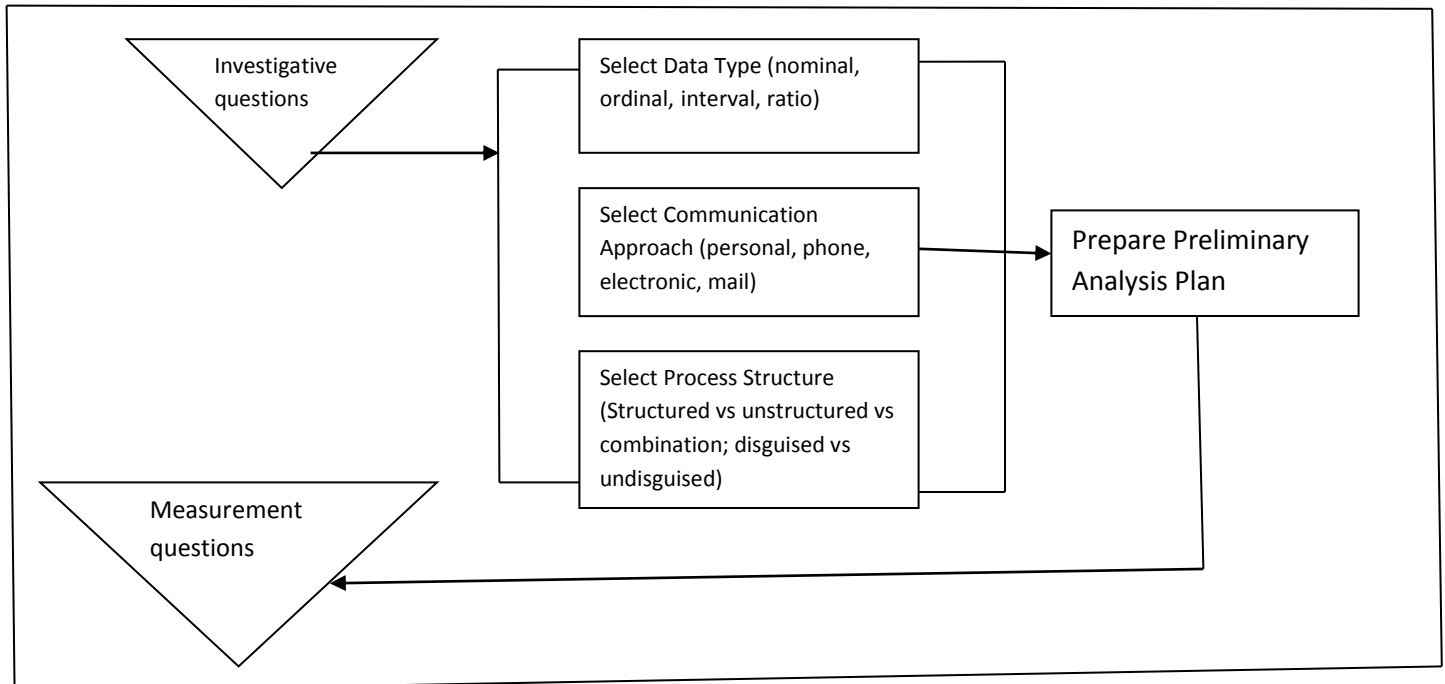 Investigative
questions
Select Data Type (nominal,
ordinal, interval, ratio)
Select Communication
Approach (personal, phone,
electronic, mail)
Select Process Structure
(Structured vs unstructured vs
combination; disguised vs
undisguised)
Prepare Preliminary
Analysis Plan
Measurement
questions